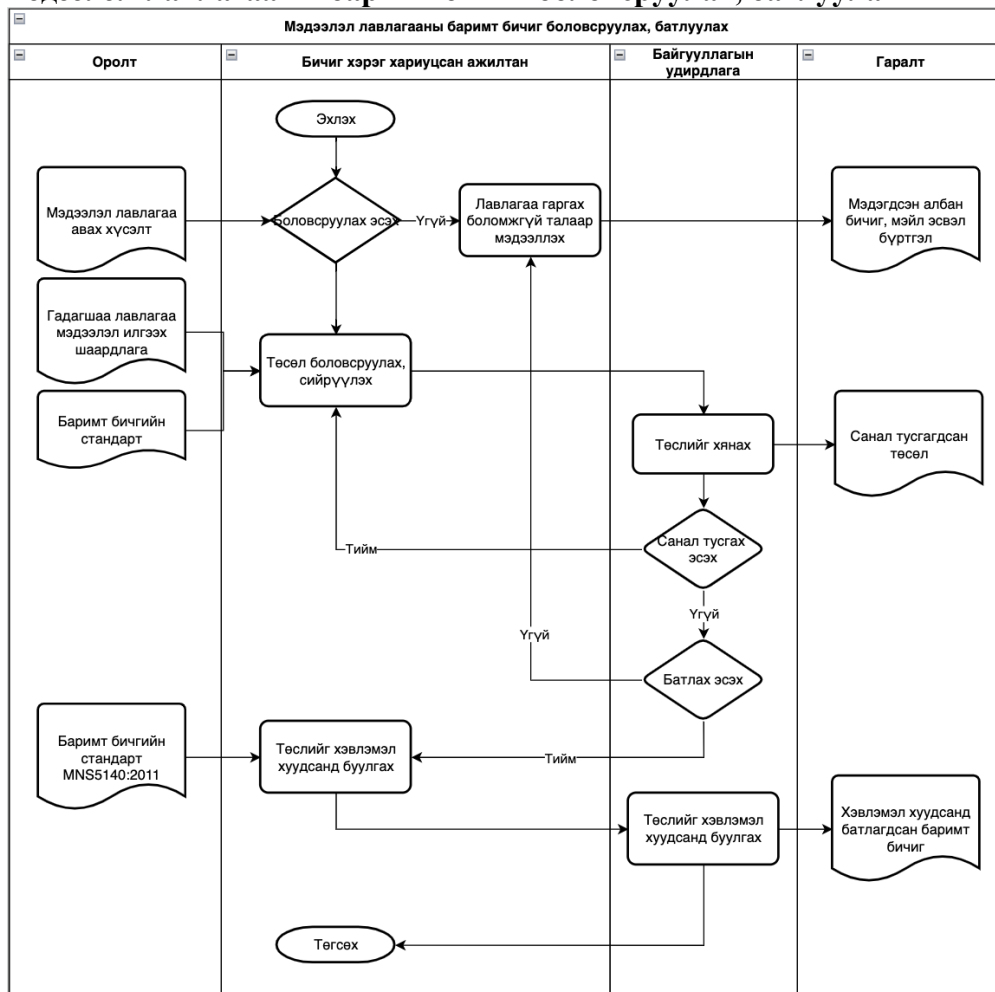 Мэдээлэл лавлагааны баримт бичиг боловсруулах, батлуулах
Оролт
Бичиг хэрэг хариуцсан ажилтан
Байгууллагын
удирдлага
Гаралт
Эхлэх
Мэдээлэл лавлагаа
авах хүсэлт
Боловсруулах эсэх
Үгүй
Лавлагаа гаргах
боломжгүй талаар
мэдээллэх
Мэдэгдсэн албан
бичиг, мэйл эсвэл
бүртгэл
Гадагшаа лавлагаа
мэдээлэл илгээх
шаардлага
Төсөл боловсруулах,
сийрүүлэх
Баримт бичгийн
стандарт
Төслийг хянах
Санал тусгагдсан
төсөл
Санал тусгах
эсэх
Тийм
Үгүй
Үгүй
Батлах эсэх
Баримт бичгийн
стандарт
MNS5140:2011
Төслийг хэвлэмэл
хуудсанд буулгах
Тийм
Төслийг хэвлэмэл
хуудсанд буулгах
Хэвлэмэл хуудсанд
батлагдсан баримт
бичиг
Төгсөх